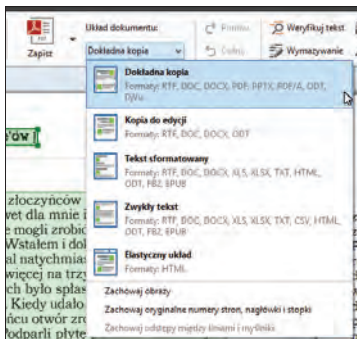 Układ dokumentu:
Ponów
Weryfikuj tekst
Zapisz
Dokładna kopia
Cofnij
Wymazywanie
Dokładna kopia
Formaty: RTF, DOC, DOCX, PDF, PPTX, PDF/A, ODT,
DjVu
Kopia do edycji
Formaty: RTF, DOC, DOCX, ODT
Tekst sformatowany
Formaty: RTF, DOC, DOCX, XLS, XLSX, TXT, HTML,
ODT, FB2, EPUB
Zwykły tekst
Formaty: RTF, DOC, DOCX, XLS, XLSX, TXT, CSV, HTML,
ODT, FB2, EPUB
Elastyczny układ
Formaty: HTML
Zachowaj obrazy
Zachowaj oryginalne numery stron, nagłówki i stopki
Zachowaj odstępy między liniami i myślniki
ów
złoczyńców
wet dla mnie i
e mogli zrobić
Wstałem i do
al natychmias
więcej na trzy
ch było spłas
Kiedy udało
ńcu otwór zro
Podparli płytę